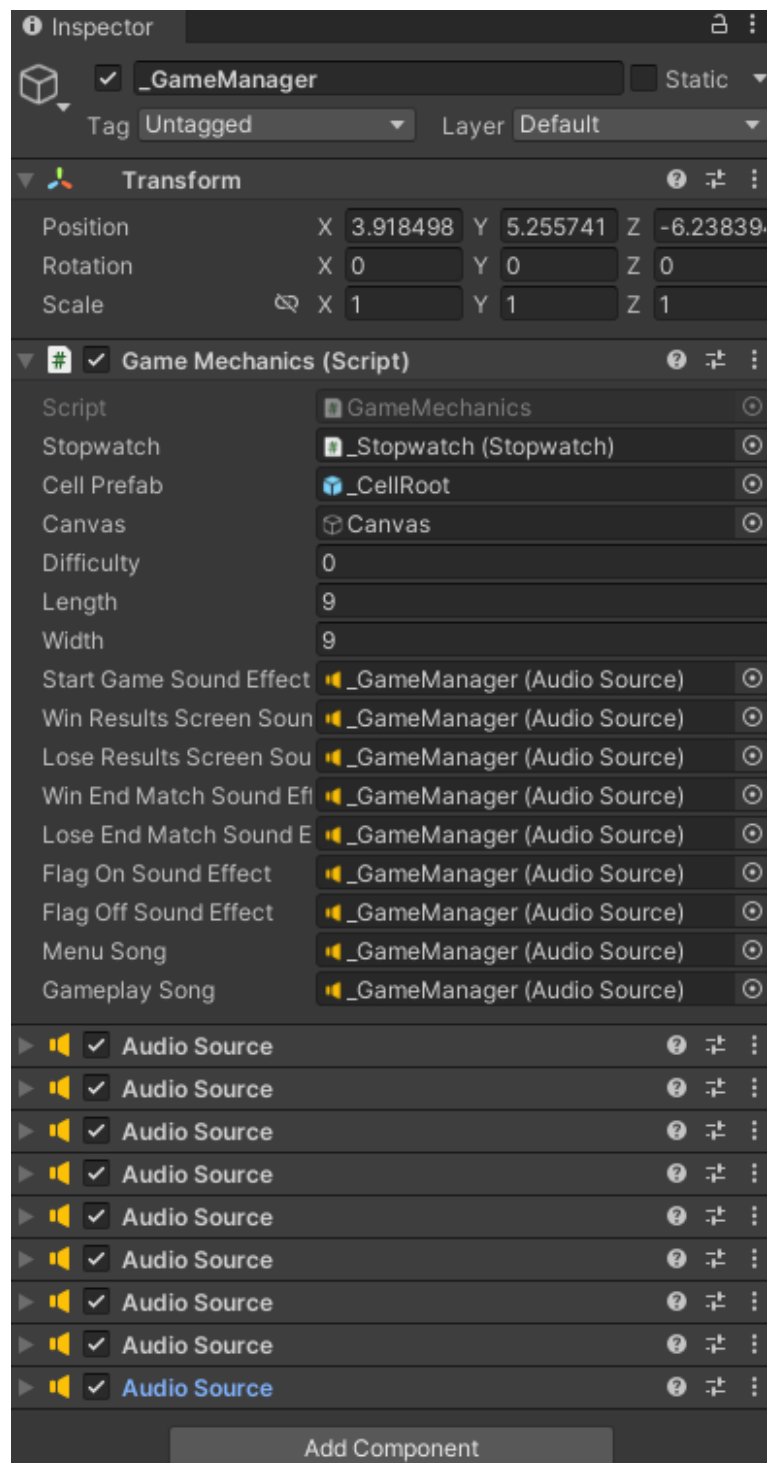 Inspector
_GameManager Static
Tag Untagged Layer Default
Transform
Position X 3.918498 Y 5.255741 Z -6.23839
Rotation X 0 Y 0 Z 0
Scale X 1 Y 1 Z 1
# Game Mechanics (Script)
Script # GameMechanics
Stopwatch # _Stopwatch (Stopwatch)
Cell Prefab _CellRoot
Canvas Canvas
Difficulty 0
Length 9
Width 9
Start Game Sound Effect _GameManager (Audio Source)
Win Results Screen Soun _GameManager (Audio Source)
Lose Results Screen Sou _GameManager (Audio Source)
Win End Match Sound Eff _GameManager (Audio Source)
Lose End Match Sound E _GameManager (Audio Source)
Flag On Sound Effect _GameManager (Audio Source)
Flag Off Sound Effect _GameManager (Audio Source)
Menu Song _GameManager (Audio Source)
Gameplay Song _GameManager (Audio Source)
Audio Source
Audio Source
Audio Source
Audio Source
Audio Source
Audio Source
Audio Source
Audio Source
Audio Source
Add Component